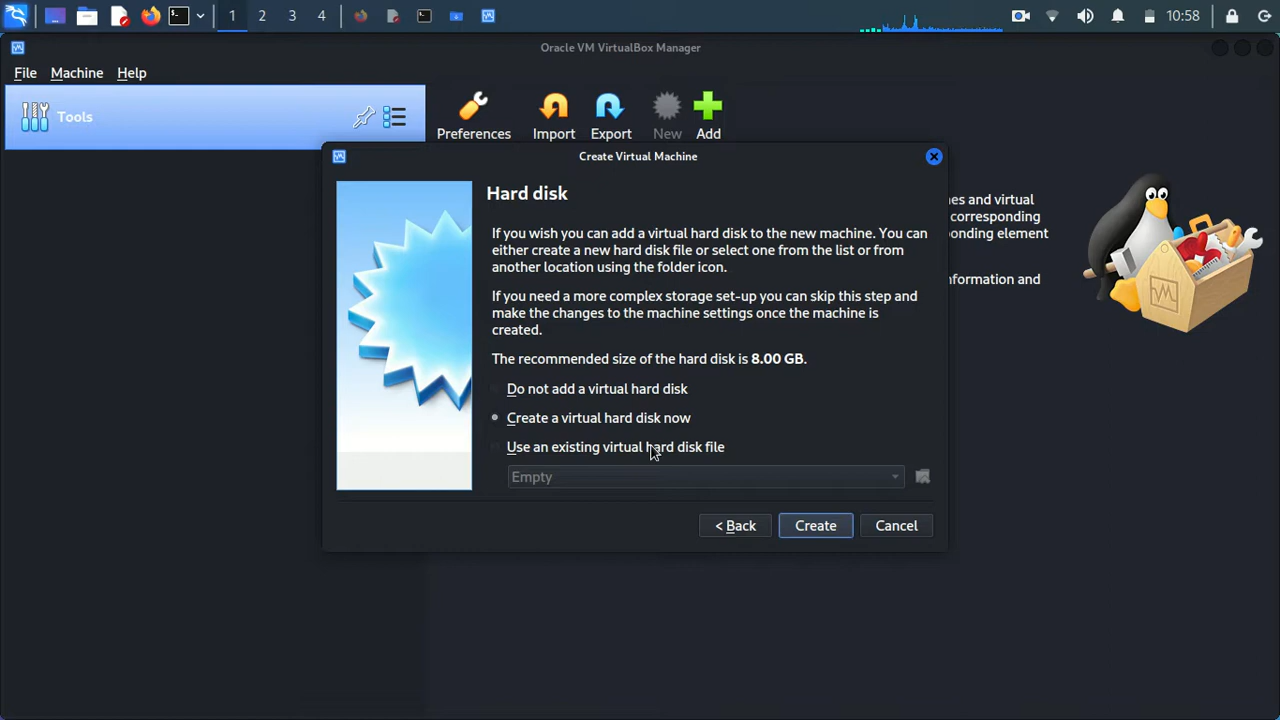 1 2 3 4 10:58
Oracle VM VirtualBox Manager
File Machine Help
Tools
Preferences Import Export New Add
Create Virtual Machine
Hard disk
If you wish you can add a virtual hard disk to the new machine. You can
either create a new hard disk file or select one from the list or from
another location using the folder icon.
If you need a more complex storage set-up you can skip this step and
make the changes to the machine settings once the machine is
created.
The recommended size of the hard disk is 8.00 GB.
Do not add a virtual hard disk
Create a virtual hard disk now
Use an existing virtual hard disk file
Empty
< Back Create Cancel
nes and virtual
corresponding
ponding element
nformation and